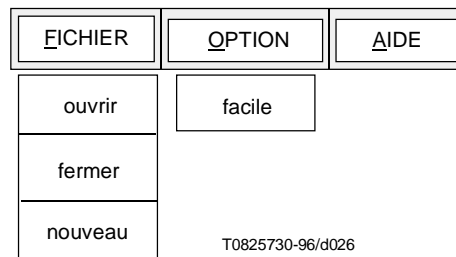 FICHIER OPTION AIDE
ouvrir facile
fermer
nouveau
T0825730-96/d026